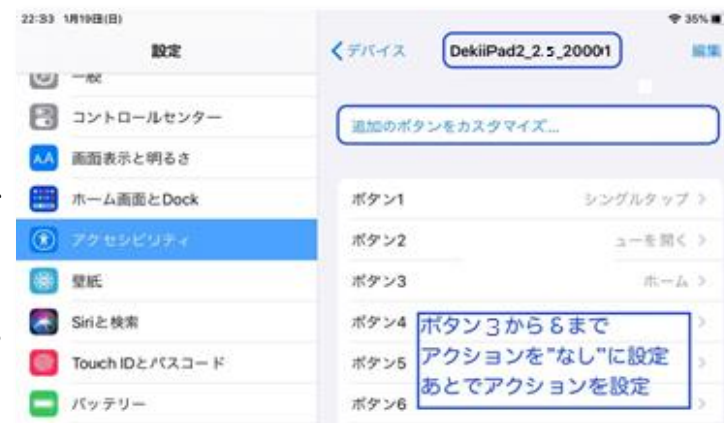 22:33 1月19日(日)
35%
設定
デバイス
DekiiPad2_2.5_20001
編集
一般
コントロールセンター
追加のボタンをカスタマイズ...
画面表示と明るさ
ホーム画面とDock
ボタン1 シングルタップ
アクセシビリティ
ボタン2 ューを開く
壁紙
ボタン3 ホーム
Siriと検索
ボタン4
Touch IDとパスコード
ボタン5
バッテリー
ボタン6
ボタン3から8まで
アクションを"なし"に設定
あとでアクションを設定